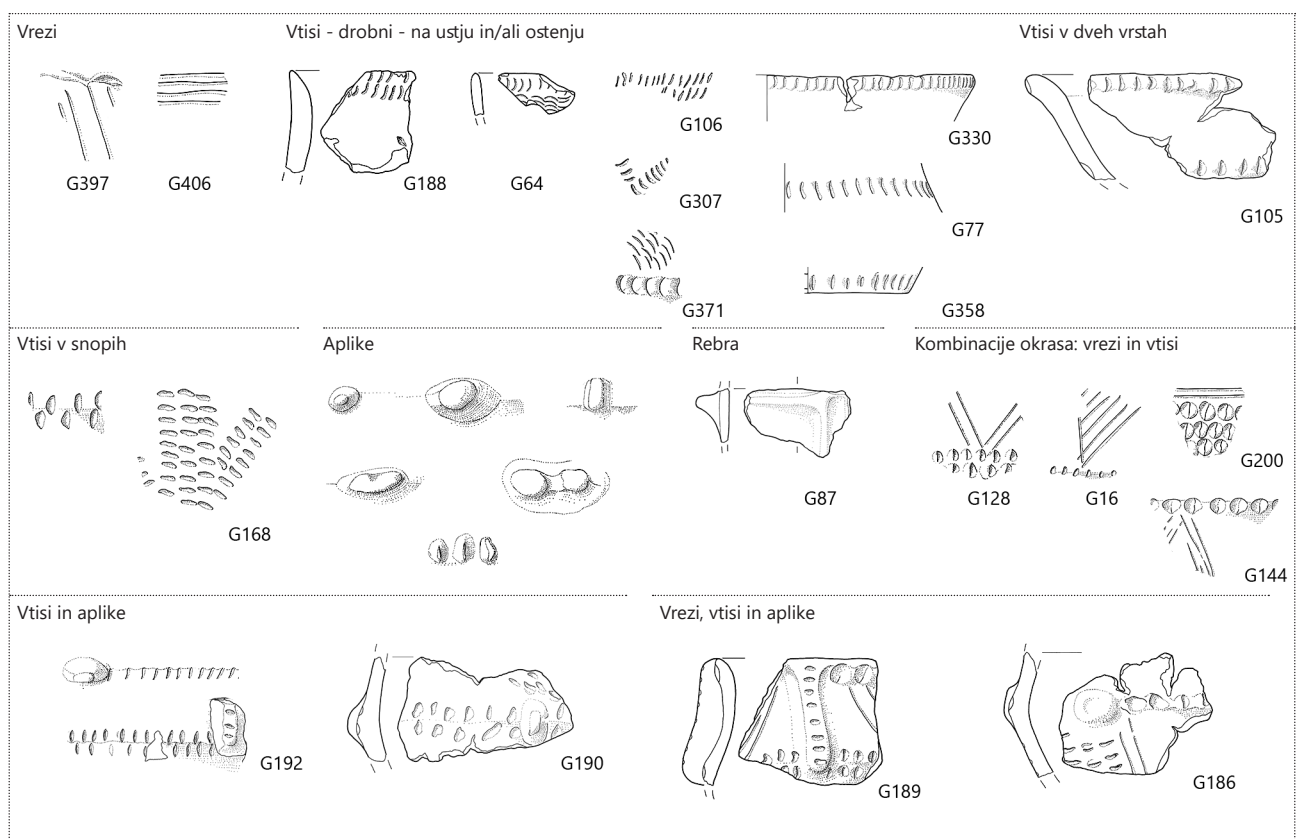 Vrezi
Vtisi - drobni - na ustju in/ali ostenju
Vtisi v dveh vrstah
G397
G406
G188
G64
G106
G307
G371
G330
G77
G358
G105
Vtisi v snopih
Aplike
Rebra
Kombinacije okrasa: vrezi in vtisi
G168
G87
G128
G16
G200
G144
Vtisi in aplike
Vrezi, vtisi in aplike
G192
G190
G189
G186